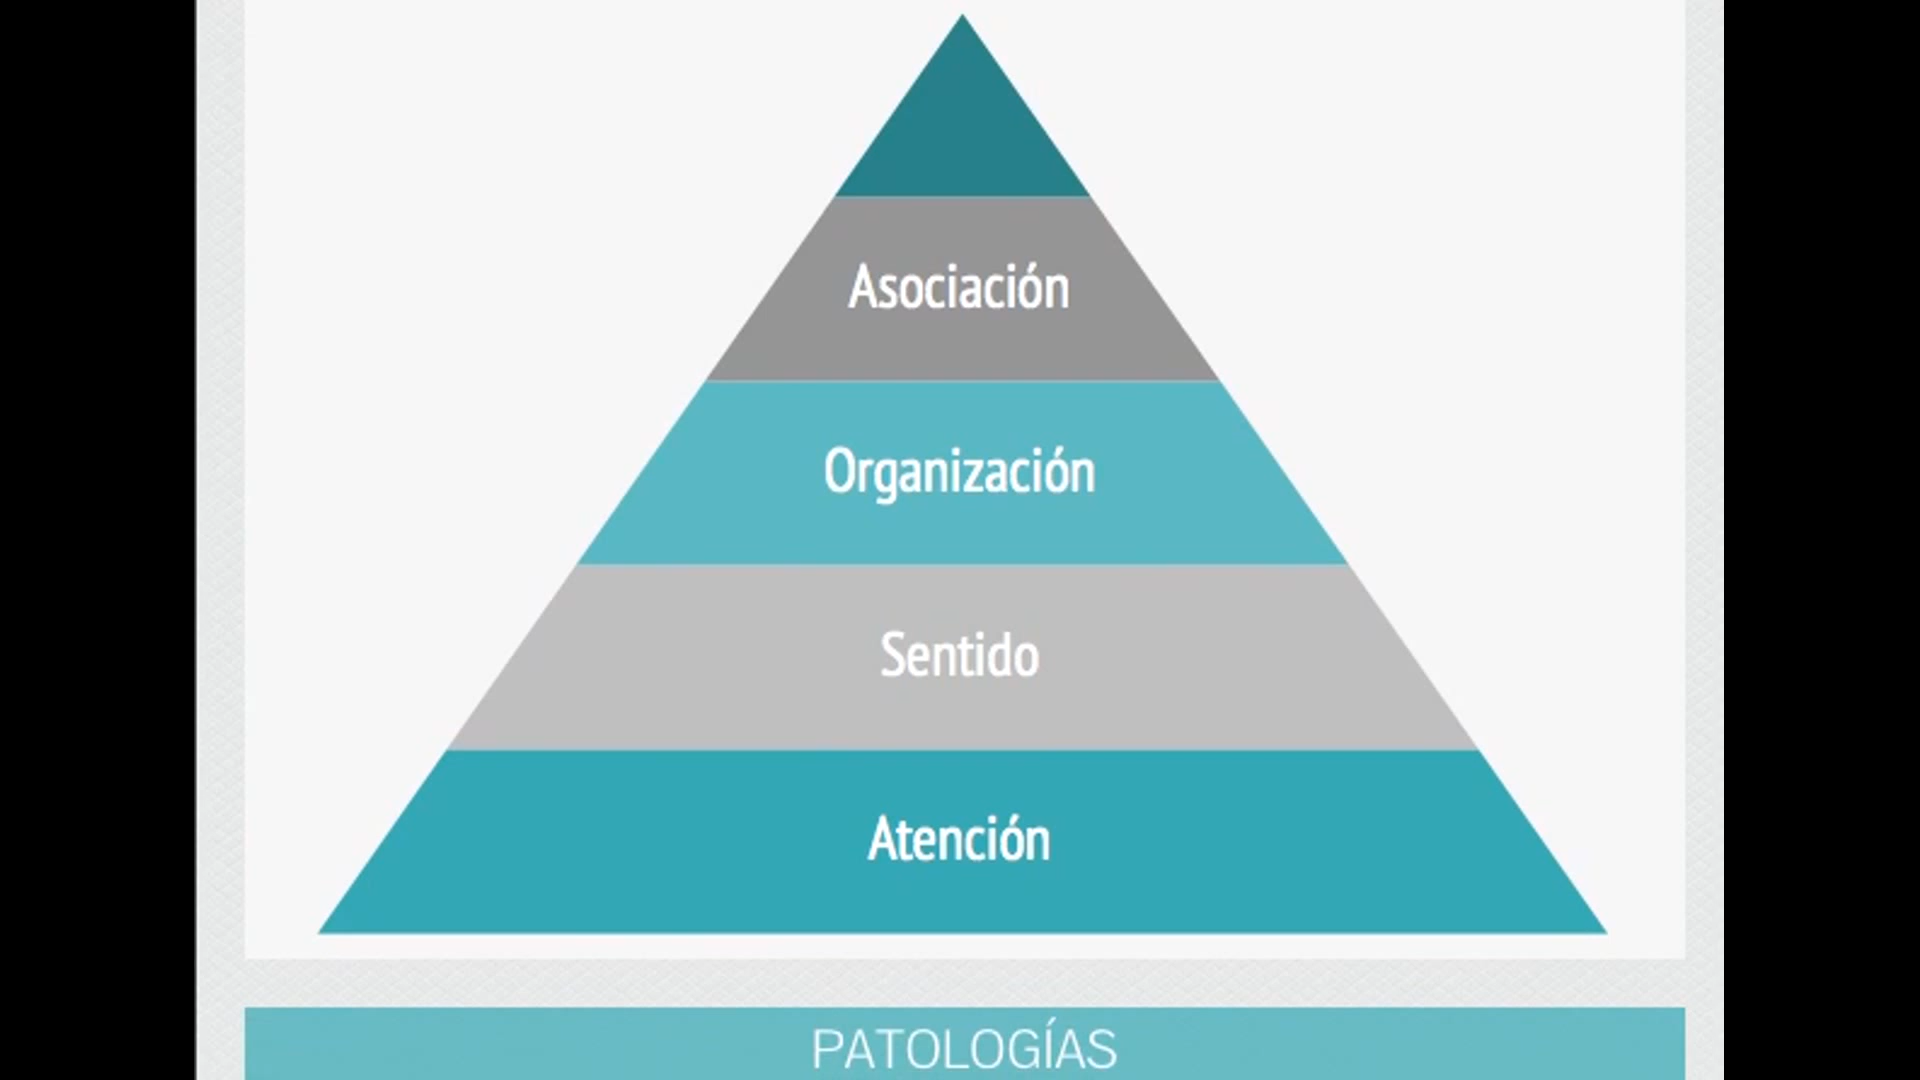 Asociación
Organización
Sentido
Atención
PATOLOGÍAS